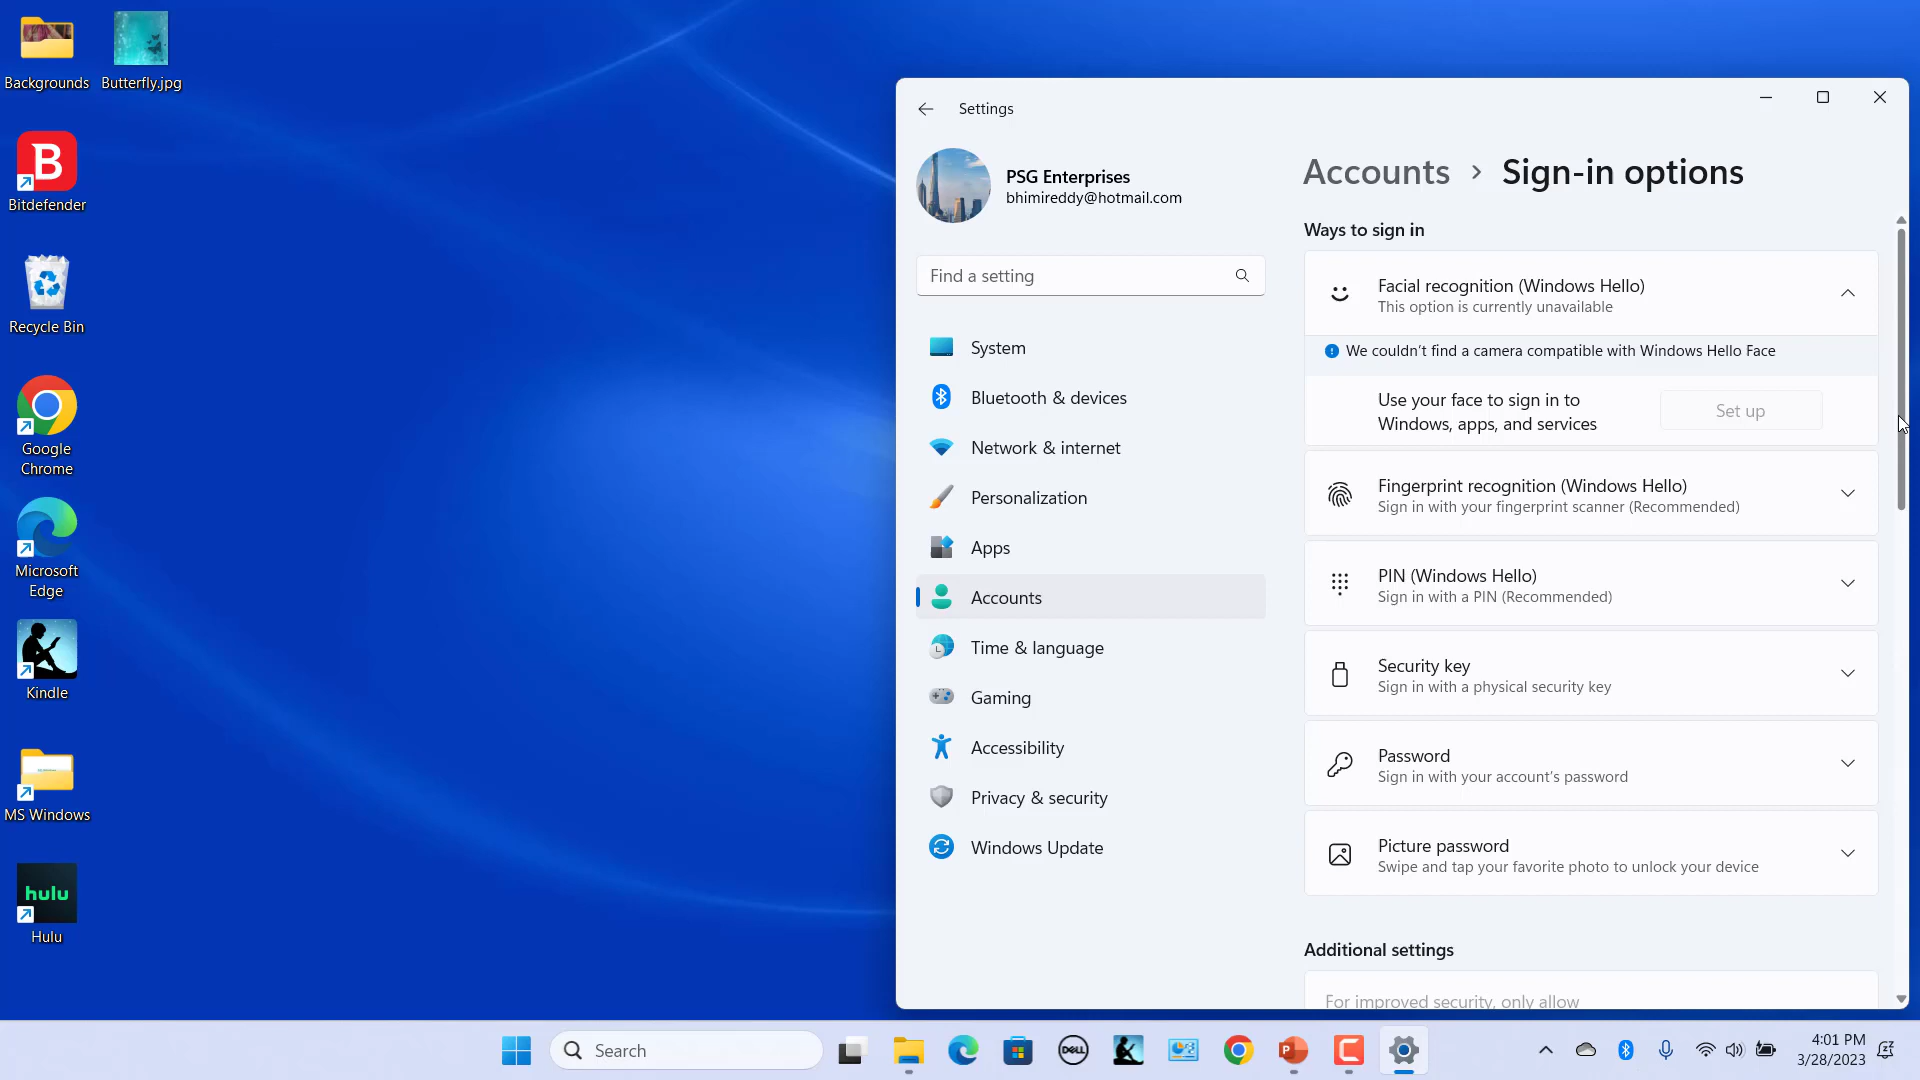 Backgrounds
Butterfly.jpg
B
Bitdefender
Recycle Bin
Google
Chrome
Microsoft
Edge
Kindle
MS Windows
hulu
Hulu
Settings
PSG Enterprises
bhimireddy@hotmail.com
Find a setting
System
Bluetooth & devices
Network & internet
Personalization
Apps
Accounts
Time & language
Gaming
Accessibility
Privacy & security
Windows Update
Accounts > Sign-in options
Ways to sign in
Facial recognition (Windows Hello)
This option is currently unavailable
We couldn't find a camera compatible with Windows Hello Face
Use your face to sign in to
Windows, apps, and services
Set up
Fingerprint recognition (Windows Hello)
Sign in with your fingerprint scanner (Recommended)
PIN (Windows Hello)
Sign in with a PIN (Recommended)
Security key
Sign in with a physical security key
Password
Sign in with your account's password
Picture password
Swipe and tap your favorite photo to unlock your device
Additional settings
For improved security, only allow
Search
DELL
P
C
4:01 PM
3/28/2023